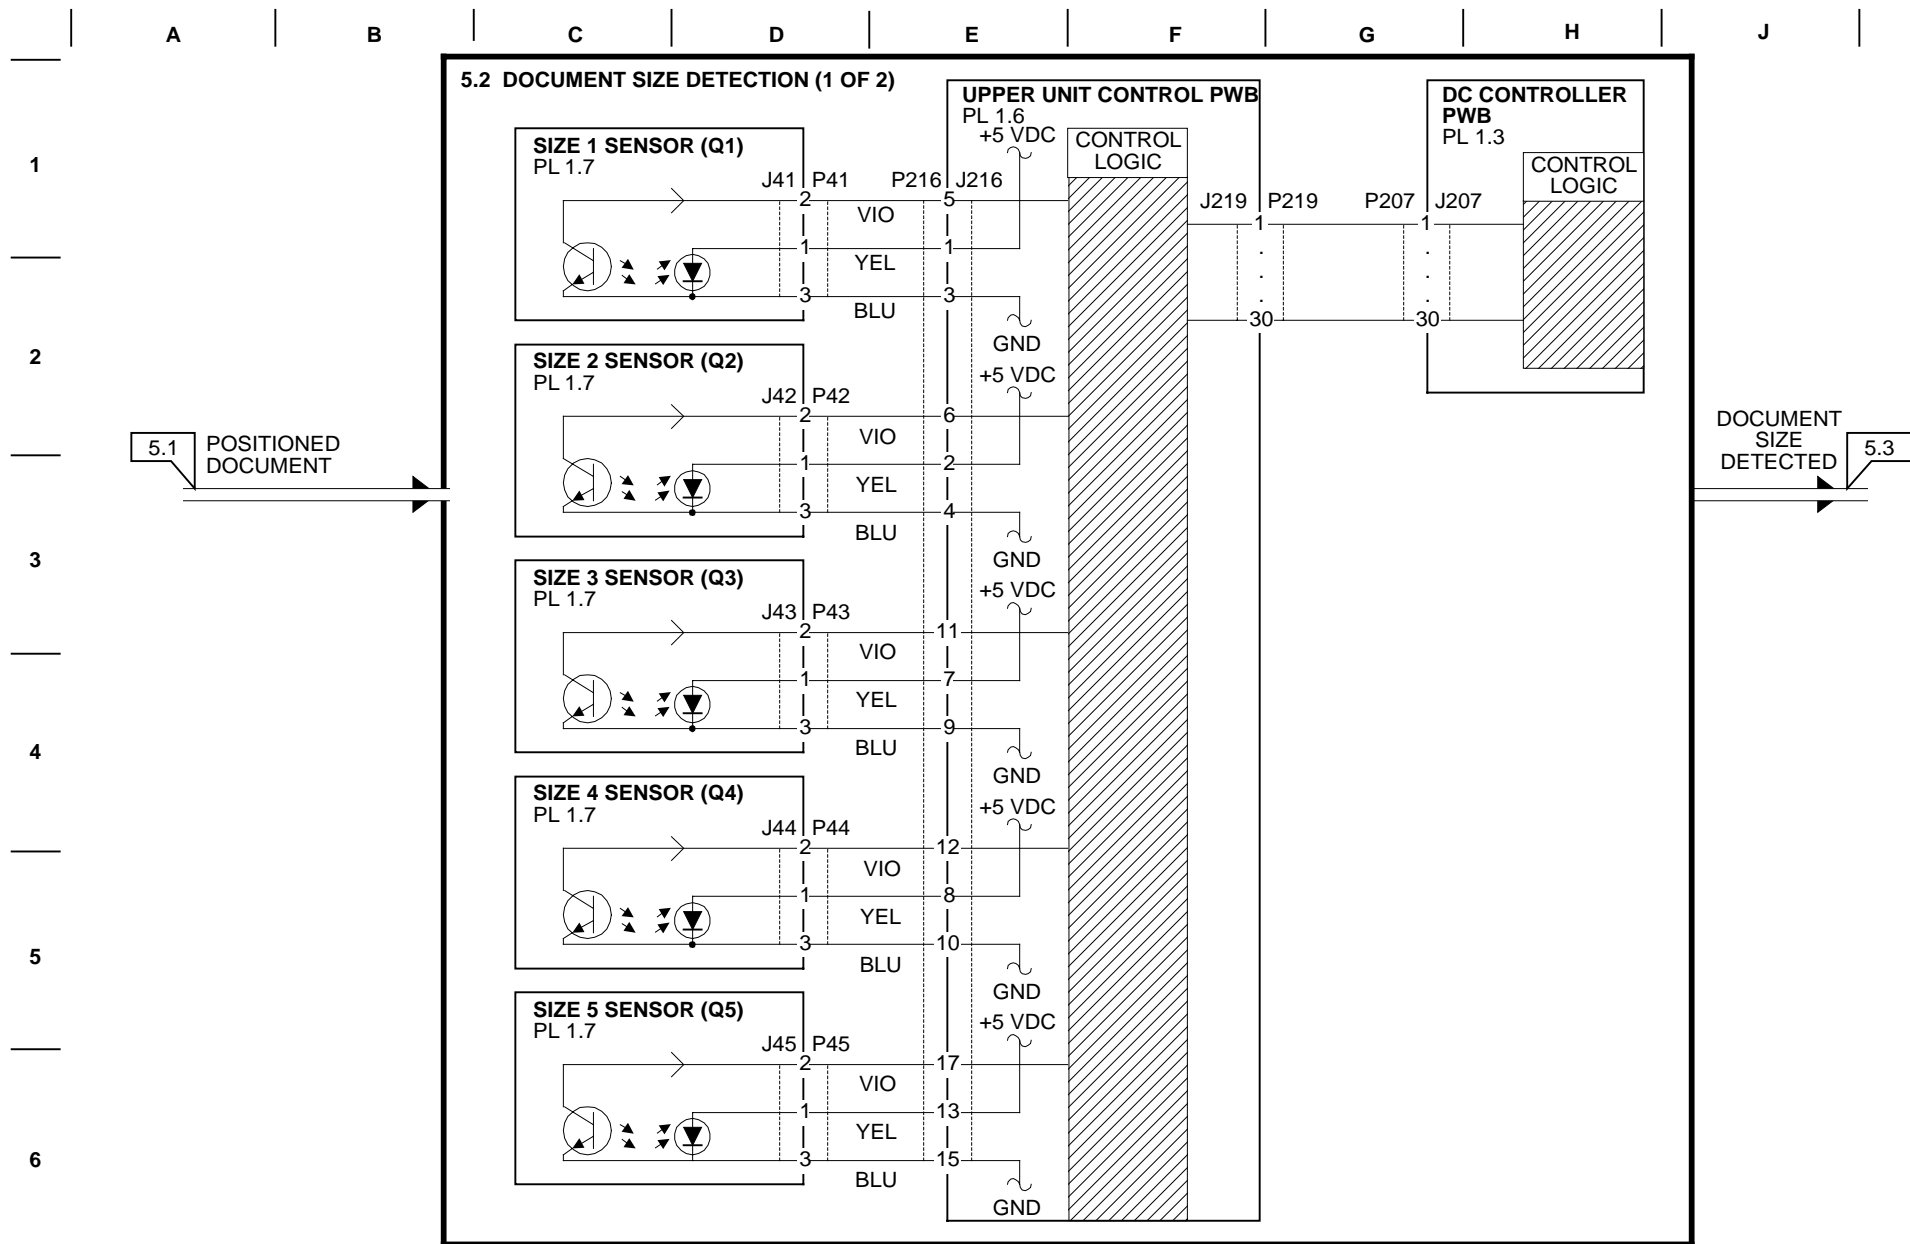 A B C D E F G H J
1
2
3
4
5
6
5.2 DOCUMENT SIZE DETECTION (1 OF 2)
5.1
POSITIONED
DOCUMENT
SIZE 1 SENSOR (Q1)
PL 1.7
J41 P41
P216 J216
2
5
VIO
1
1
YEL
3
3
BLU
+5 VDC
GND
SIZE 2 SENSOR (Q2)
PL 1.7
J42 P42
2
6
VIO
1
2
YEL
3
4
BLU
+5 VDC
GND
SIZE 3 SENSOR (Q3)
PL 1.7
J43 P43
2
11
VIO
1
7
YEL
3
9
BLU
+5 VDC
GND
SIZE 4 SENSOR (Q4)
PL 1.7
J44 P44
2
12
VIO
1
8
YEL
3
10
BLU
+5 VDC
GND
SIZE 5 SENSOR (Q5)
PL 1.7
J45 P45
2
17
VIO
1
13
YEL
3
15
BLU
+5 VDC
GND
UPPER UNIT CONTROL PWB
PL 1.6
CONTROL
LOGIC
J219 P219
P207 J207
1
1
.
.
.
.
.
.
30
30
DC CONTROLLER
PWB
PL 1.3
CONTROL
LOGIC
DOCUMENT
SIZE
DETECTED
5.3